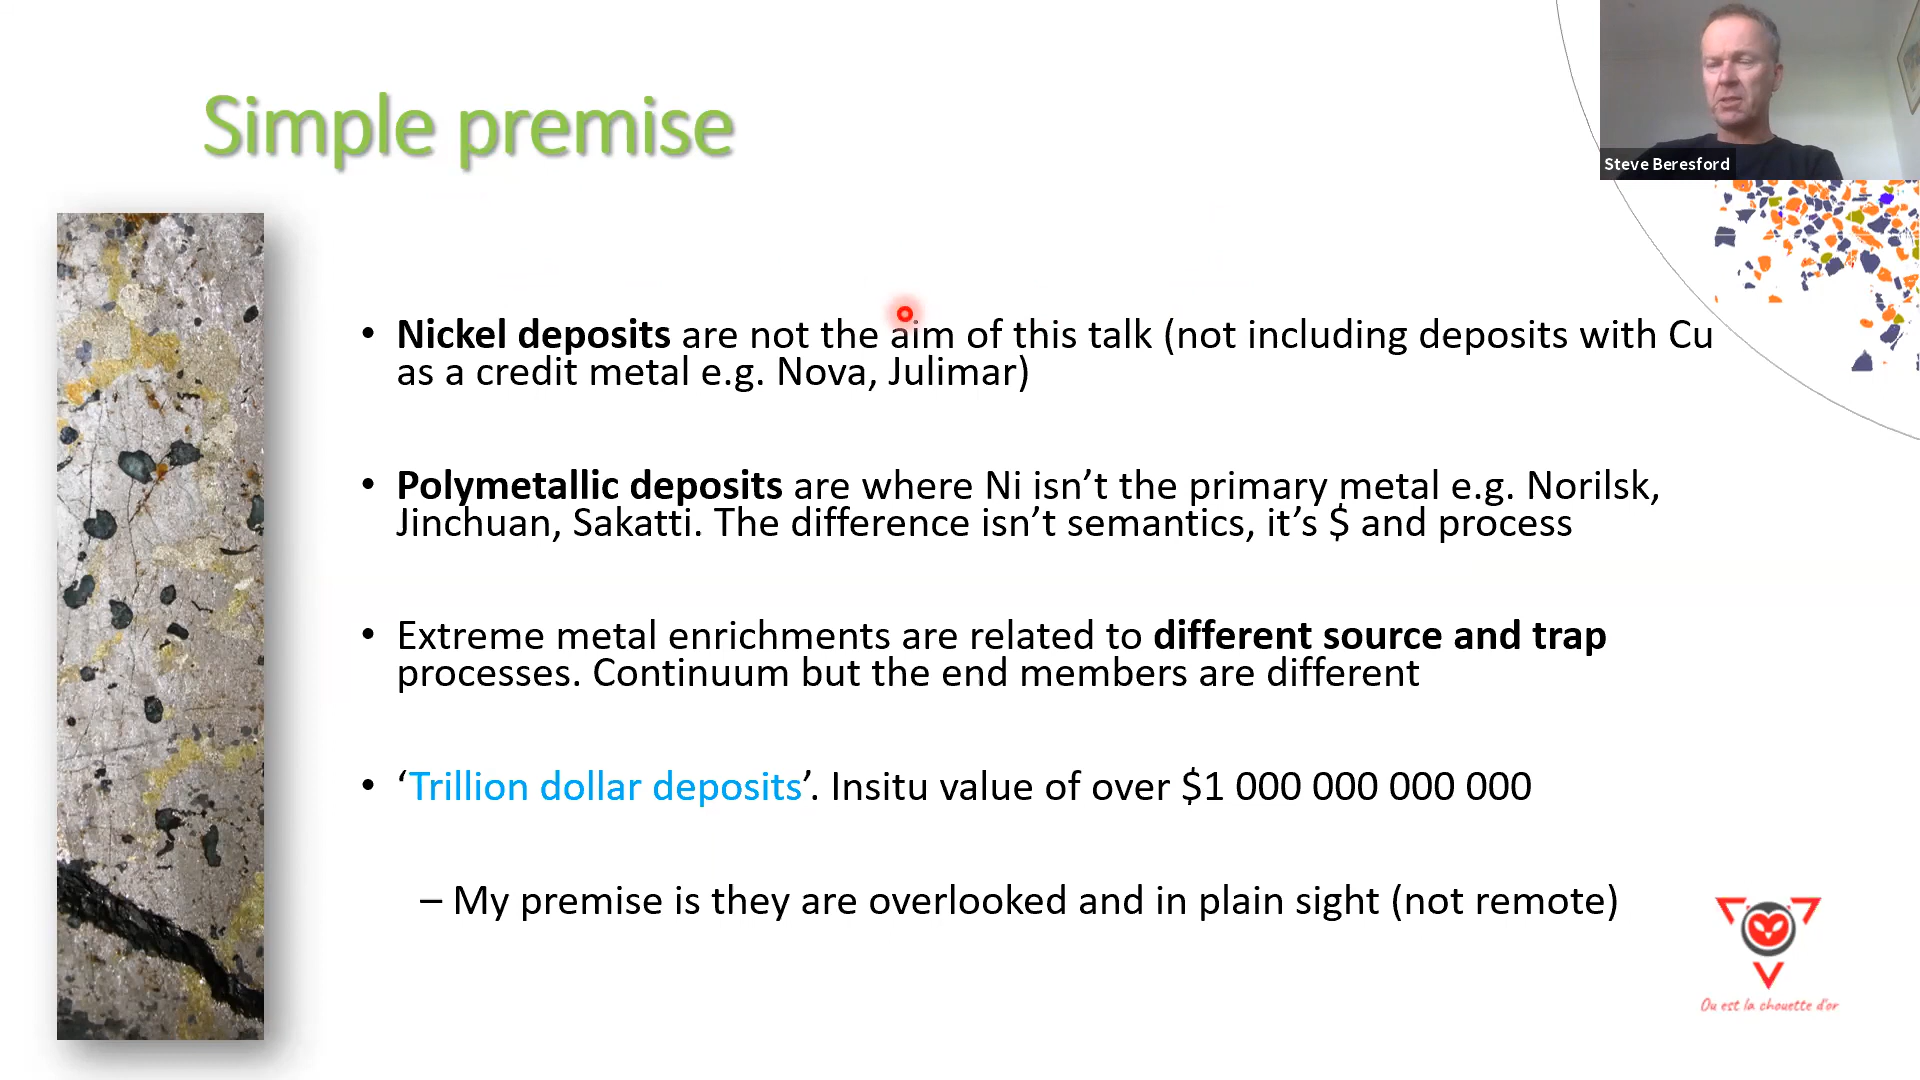 Simple premise
Steve Beresford
• Nickel deposits are not the aim of this talk (not including deposits with Cu
as a credit metal e.g. Nova, Julimar)
• Polymetallic deposits are where Ni isn’t the primary metal e.g. Norilsk,
Jinchuan, Sakatti. The difference isn’t semantics, it’s $ and process
• Extreme metal enrichments are related to different source and trap
processes. Continuum but the end members are different
• ‘Trillion dollar deposits’. Insitu value of over $1 000 000 000 000
– My premise is they are overlooked and in plain sight (not remote)
Ou est la chouette d'or